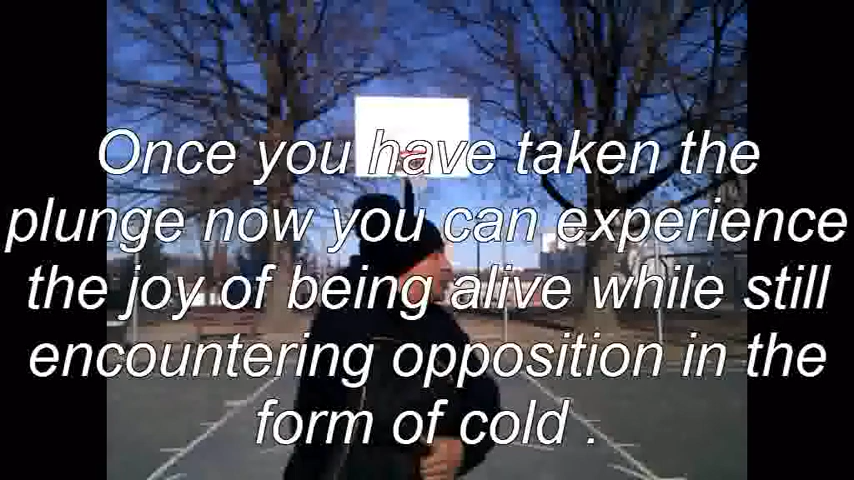 Once you have taken the
plunge now you can experience
the joy of being alive while still
encountering opposition in the
form of cold .